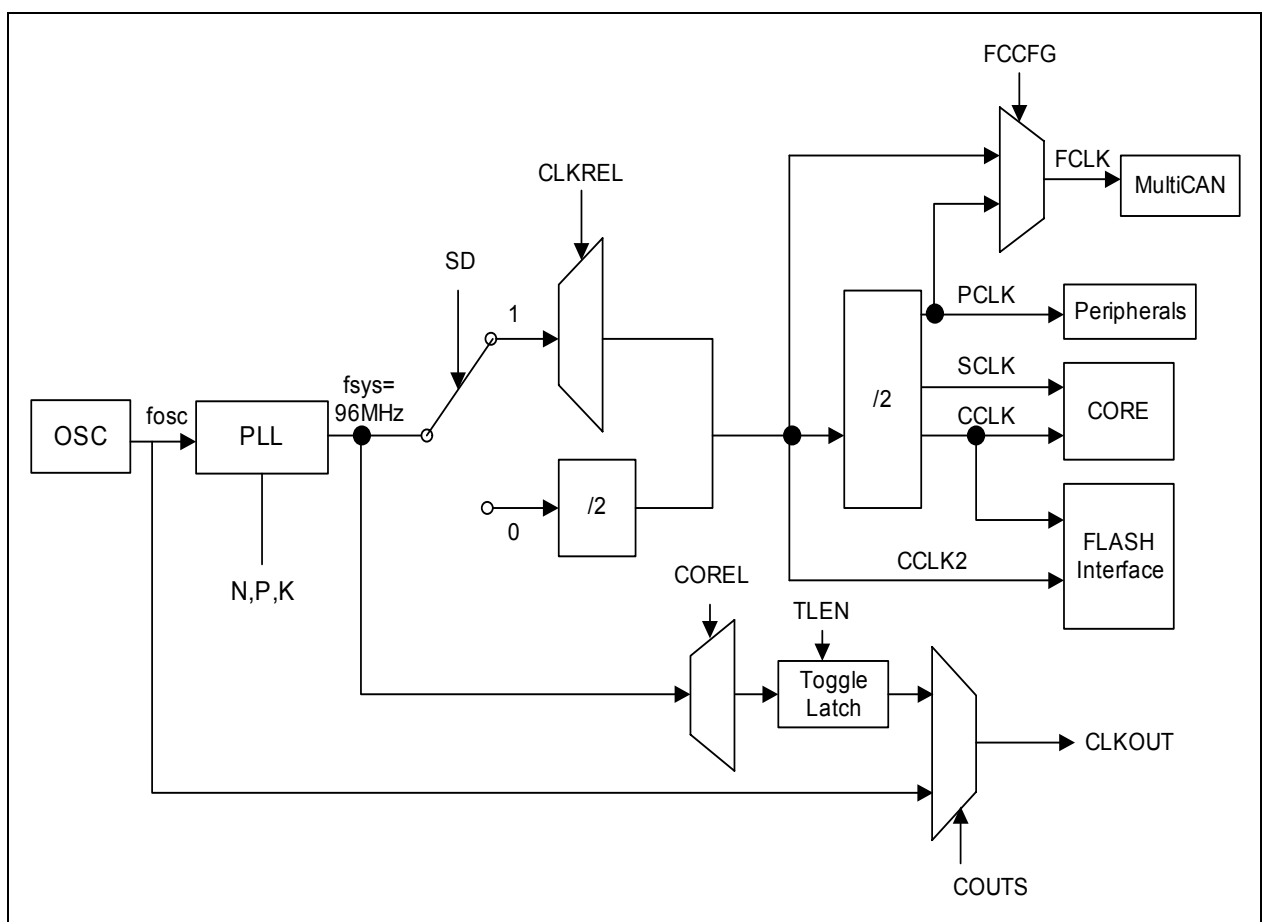 FCCFG
FCLK
MultiCAN
CLKREL
SD
1
PCLK
Peripherals
SCLK
CCLK
CORE
/2
fsys=
96MHz
fosc
OSC
PLL
/2
0
FLASH
Interface
CCLK2
N,P,K
COREL
TLEN
Toggle
Latch
CLKOUT
COUTS